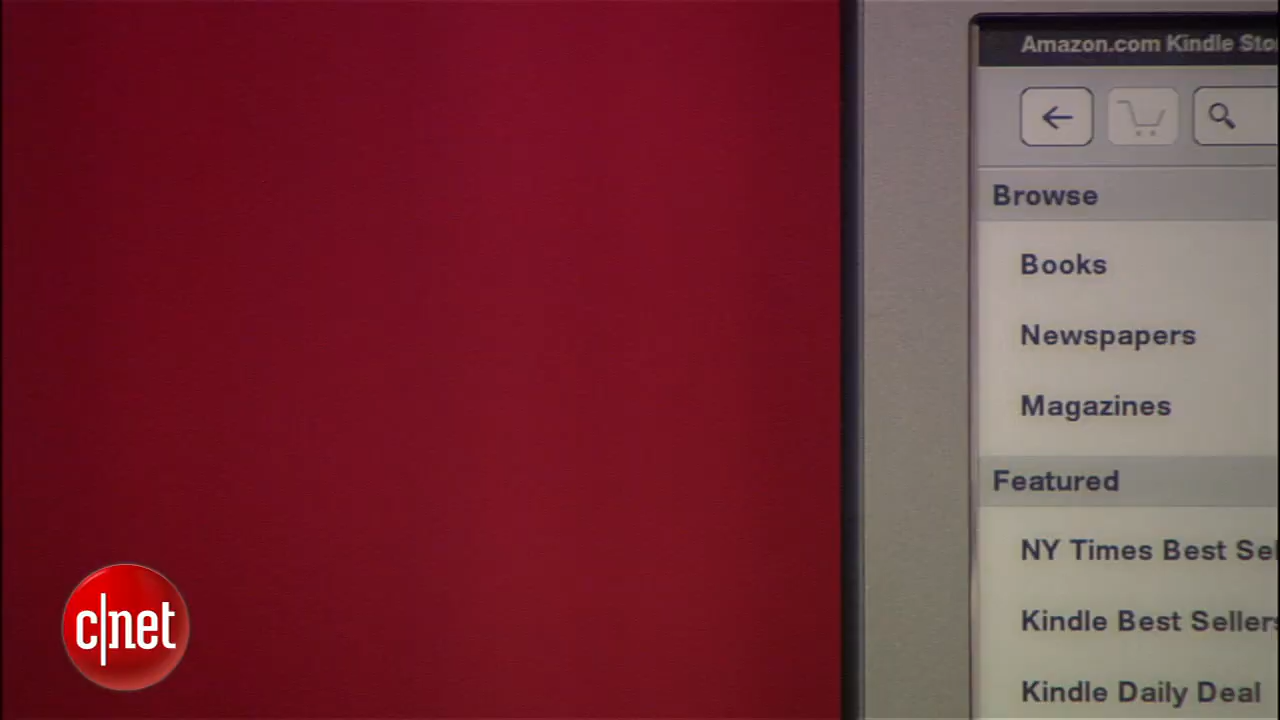 Amazon.com Kindle Sto
Browse
Books
Newspapers
Magazines
Featured
NY Times Best Sel
Kindle Best Sellers
Kindle Daily Deal
c|net